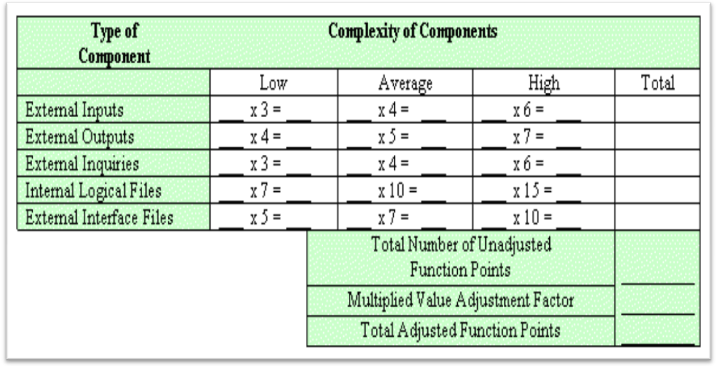 Type of Component Complexity of Components
Low Average High Total
External Inputs ___ x 3 = ___ ___ x 4 = ___ ___ x 6 = ___
External Outputs ___ x 4 = ___ ___ x 5 = ___ ___ x 7 = ___
External Inquiries ___ x 3 = ___ ___ x 4 = ___ ___ x 6 = ___
Internal Logical Files ___ x 7 = ___ ___ x 10 = ___ ___ x 15 = ___
External Interface Files ___ x 5 = ___ ___ x 7 = ___ ___ x 10 = ___
Total Number of Unadjusted
Function Points ______
Multiplied Value Adjustment Factor ______
Total Adjusted Function Points ______